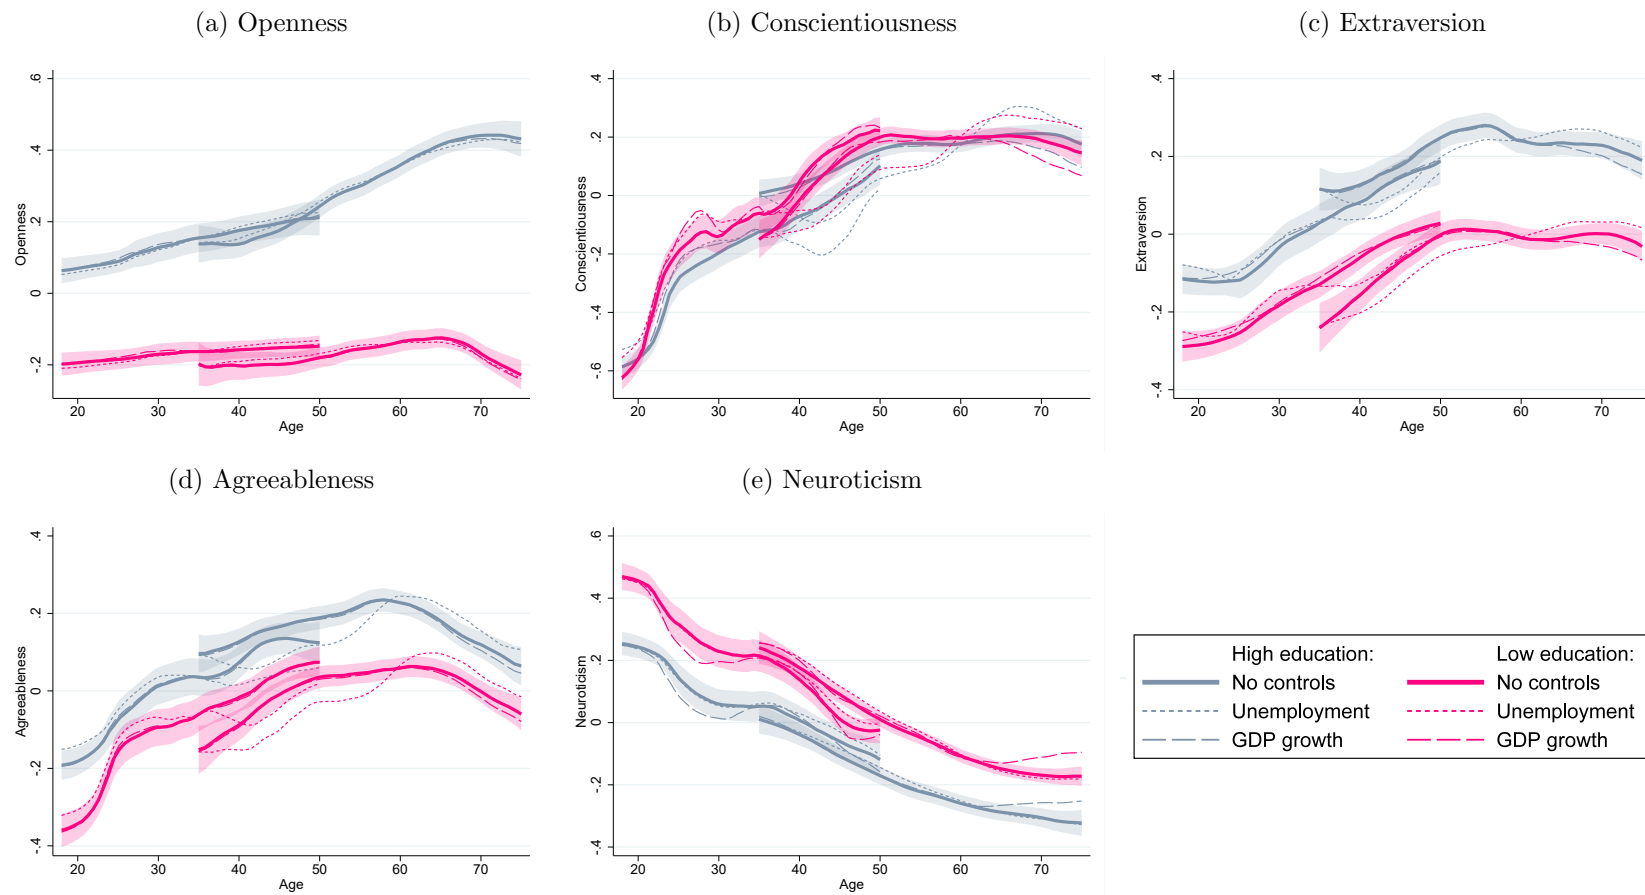 (a) Openness
(b) Conscientiousness
(c) Extraversion
.6
.4
.2
0
-.2
Openness
20 30 40 50 60 70
Age
.4
.2
0
-.2
-.4
-.6
Conscientiousness
20 30 40 50 60 70
Age
.4
.2
0
-.2
-.4
Extraversion
20 30 40 50 60 70
Age
(d) Agreeableness
(e) Neuroticism
.4
.2
0
-.2
-.4
Agreeableness
20 30 40 50 60 70
Age
.6
.4
.2
0
-.2
-.4
Neuroticism
20 30 40 50 60 70
Age
High education: Low education:
No controls No controls
Unemployment Unemployment
GDP growth GDP growth